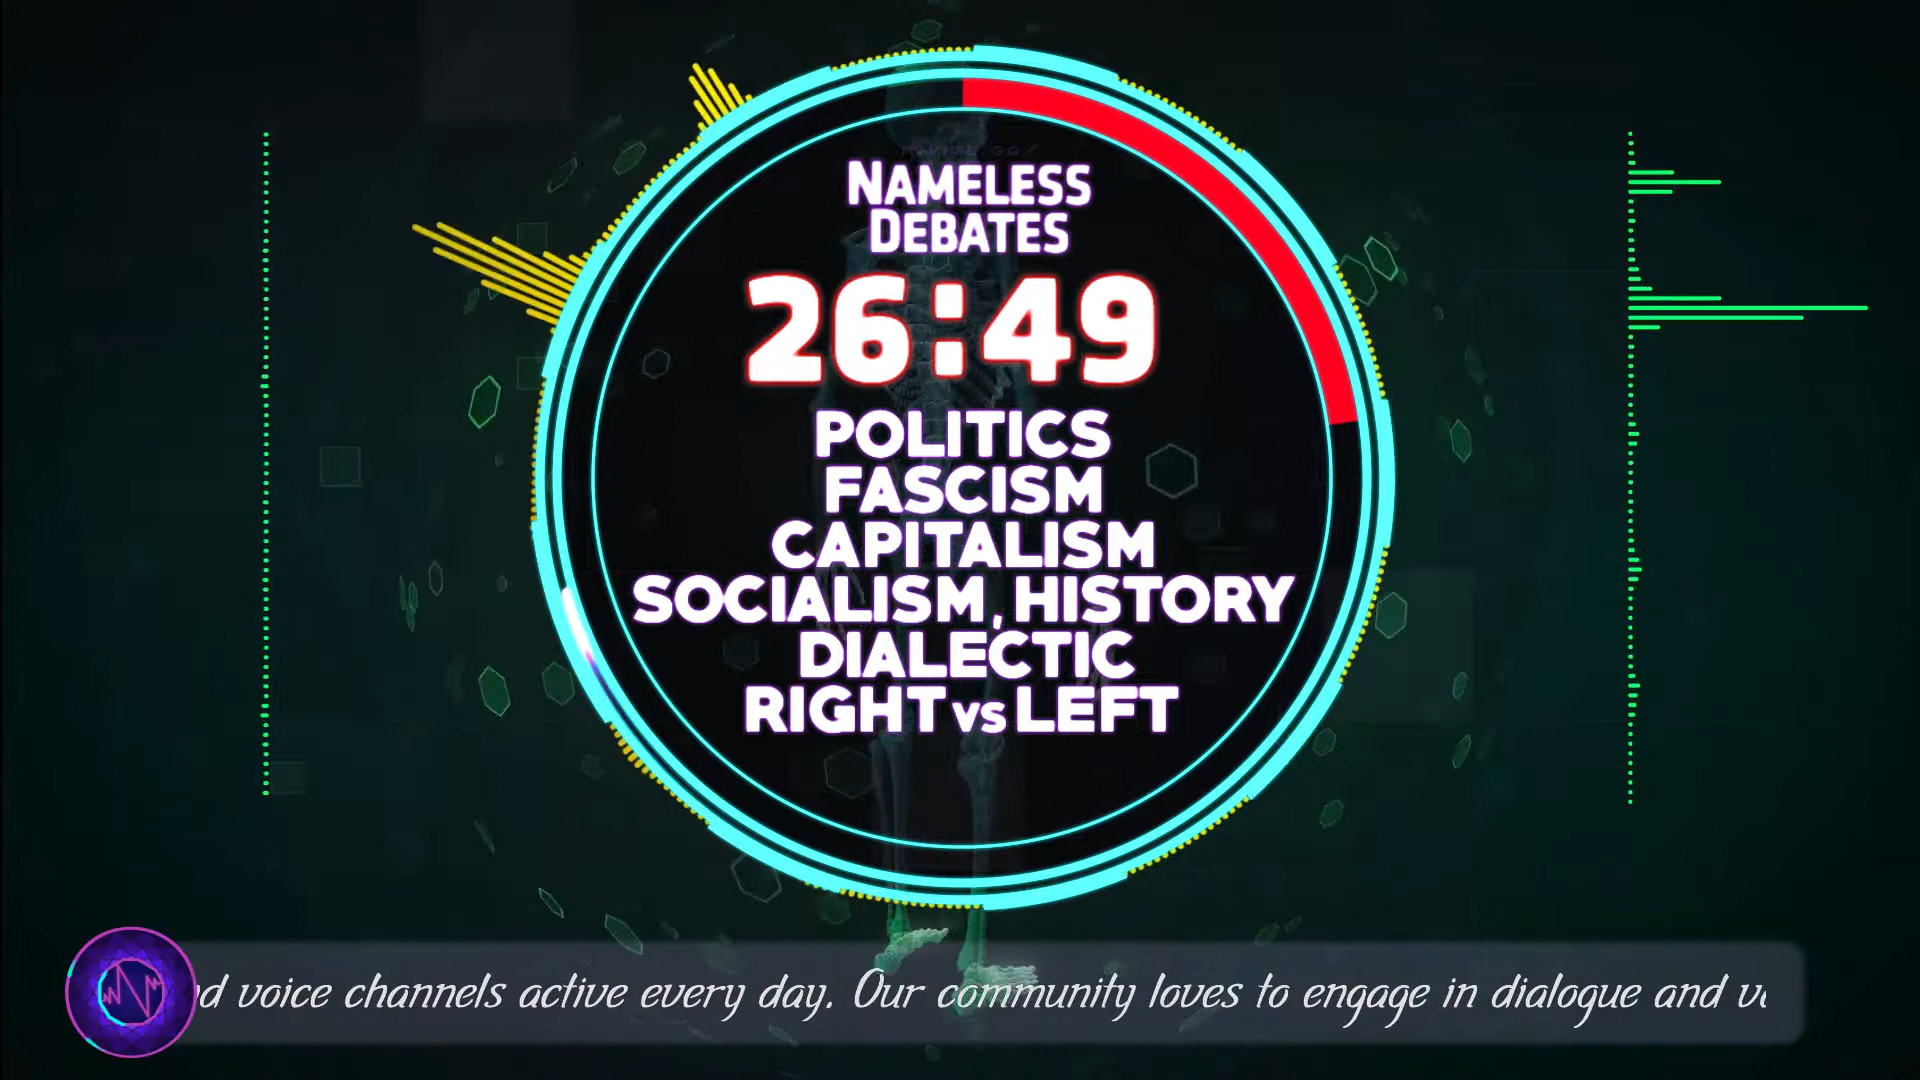 NAMELESS
DEBATES
26:49
POLITICS
FASCISM
CAPITALISM
SOCIALISM, HISTORY
DIALECTIC
RIGHT vs LEFT
voice channels active every day. Our community loves to engage in dialogue and